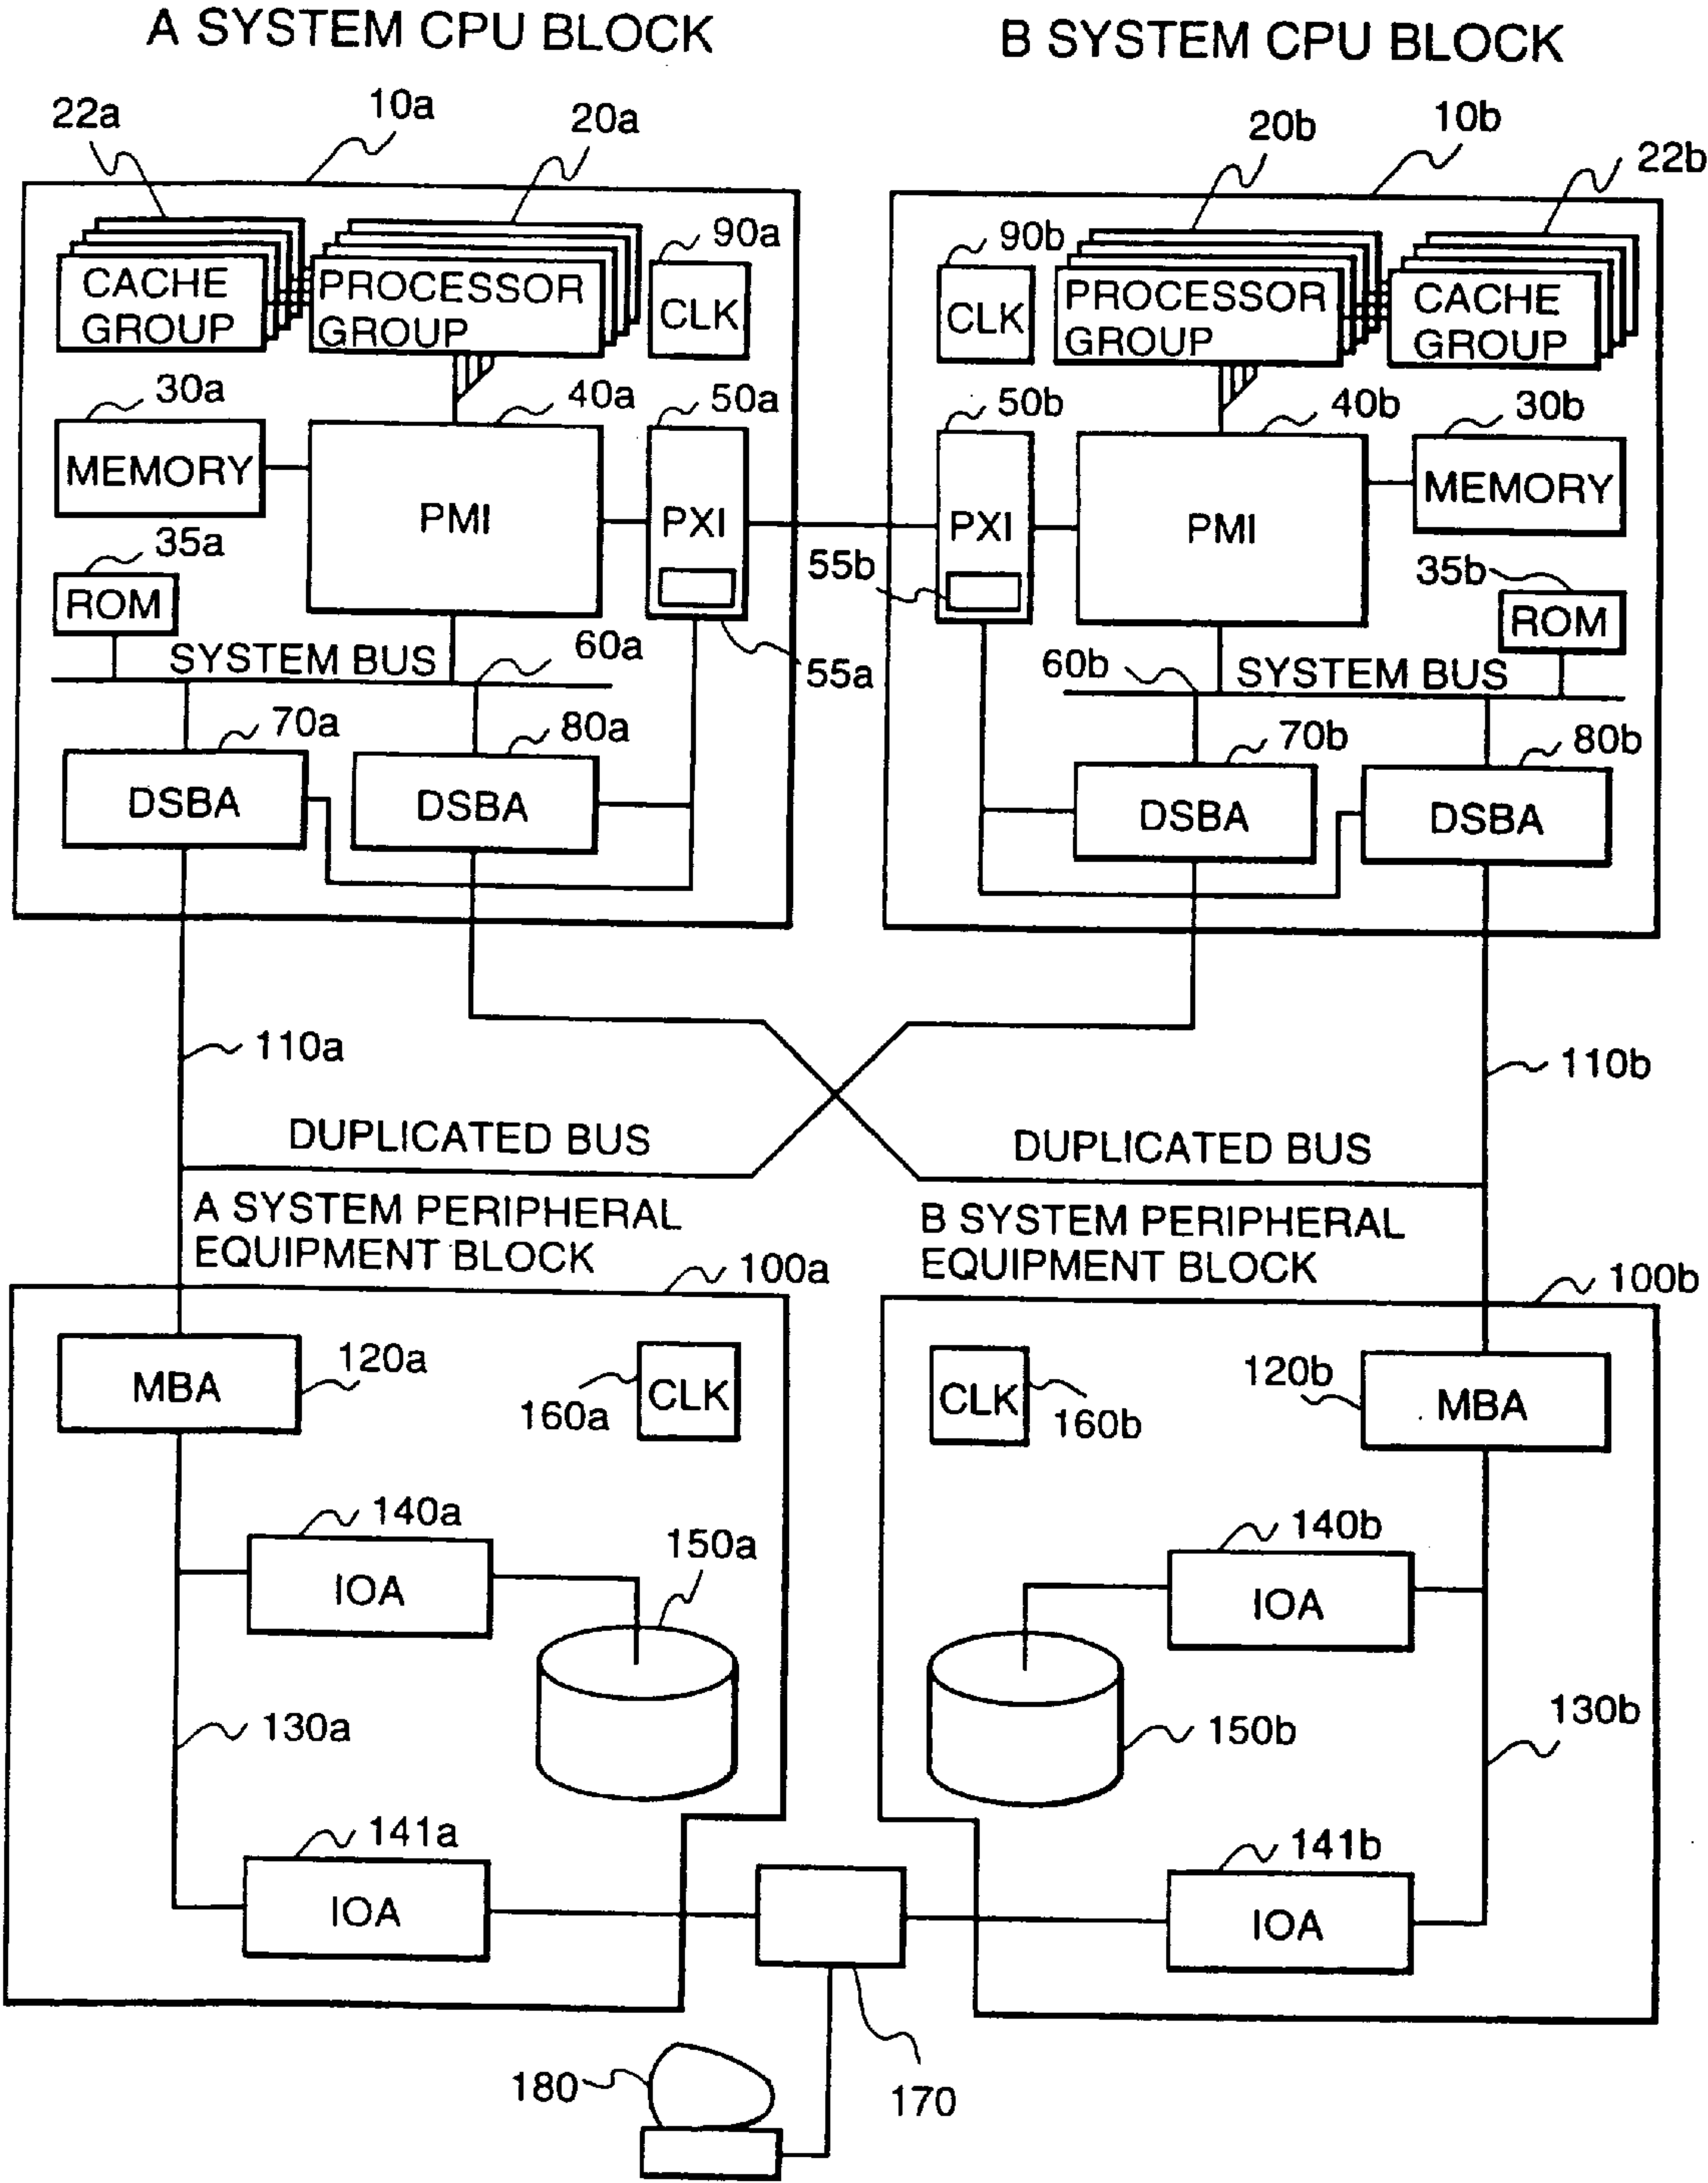 A SYSTEM CPU BLOCK
B SYSTEM CPU BLOCK
22a
10a
20a
20b
10b
22b
90a
90b
CACHE
GROUP
PROCESSOR
GROUP
CLK
CLK
PROCESSOR
GROUP
CACHE
GROUP
30a
40a
50a
50b
40b
30b
MEMORY
PMI
PXI
PXI
PMI
MEMORY
35a
55b
35b
ROM
ROM
SYSTEM BUS
60a
55a
60b
SYSTEM BUS
70a
80a
70b
80b
DSBA
DSBA
DSBA
DSBA
110a
110b
DUPLICATED BUS
DUPLICATED BUS
A SYSTEM PERIPHERAL
EQUIPMENT BLOCK
B SYSTEM PERIPHERAL
EQUIPMENT BLOCK
100a
100b
MBA
120a
160a
CLK
CLK
160b
120b
MBA
140a
150a
140b
IOA
IOA
130a
150b
130b
141a
141b
IOA
IOA
180
170